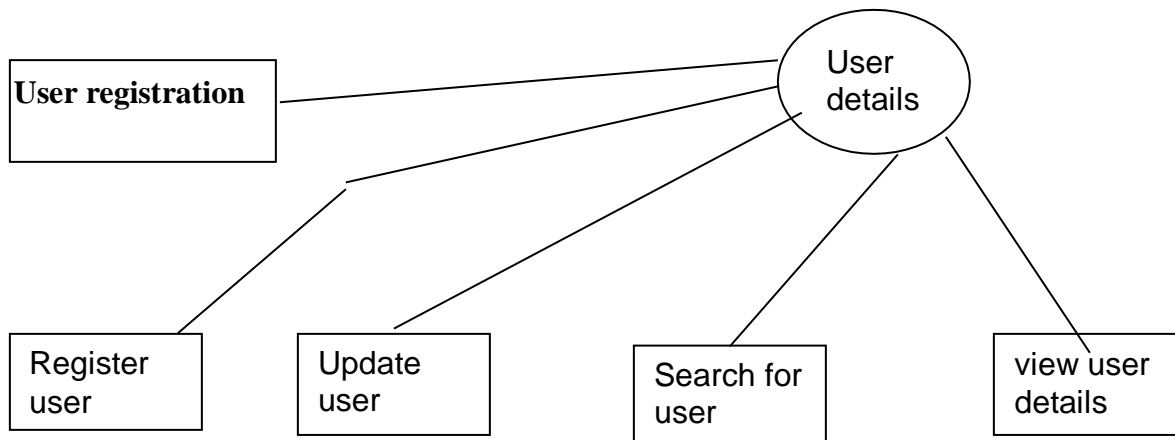 User
details
User registration
Register
user
Update
user
Search for
user
view user
details